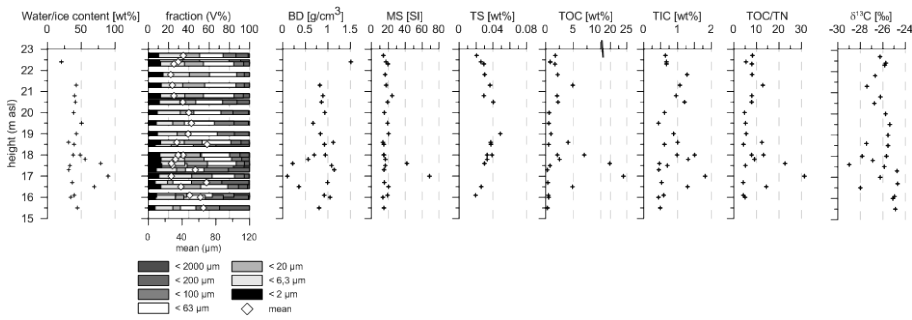 Water/ice content [wt%] fraction (V%) BD [g/cm³] MS [SI] TS [wt%] TOC [wt%] TIC [wt%] TOC/TN δ¹³C [‰]
0 50 100 0 20 40 60 80 100 0 0.5 1 1.5 0 20 40 60 80 100 0 0.04 0.08 0 5 10 20 25 0 1 2 0 10 20 30 -30 -28 -26 -24
23
22
21
20
19
18
17
16
15
height (m asl)
0 40 80 120
mean (µm)
< 2000 µm < 20 µm
< 200 µm < 6,3 µm
< 100 µm < 2 µm
< 63 µm mean